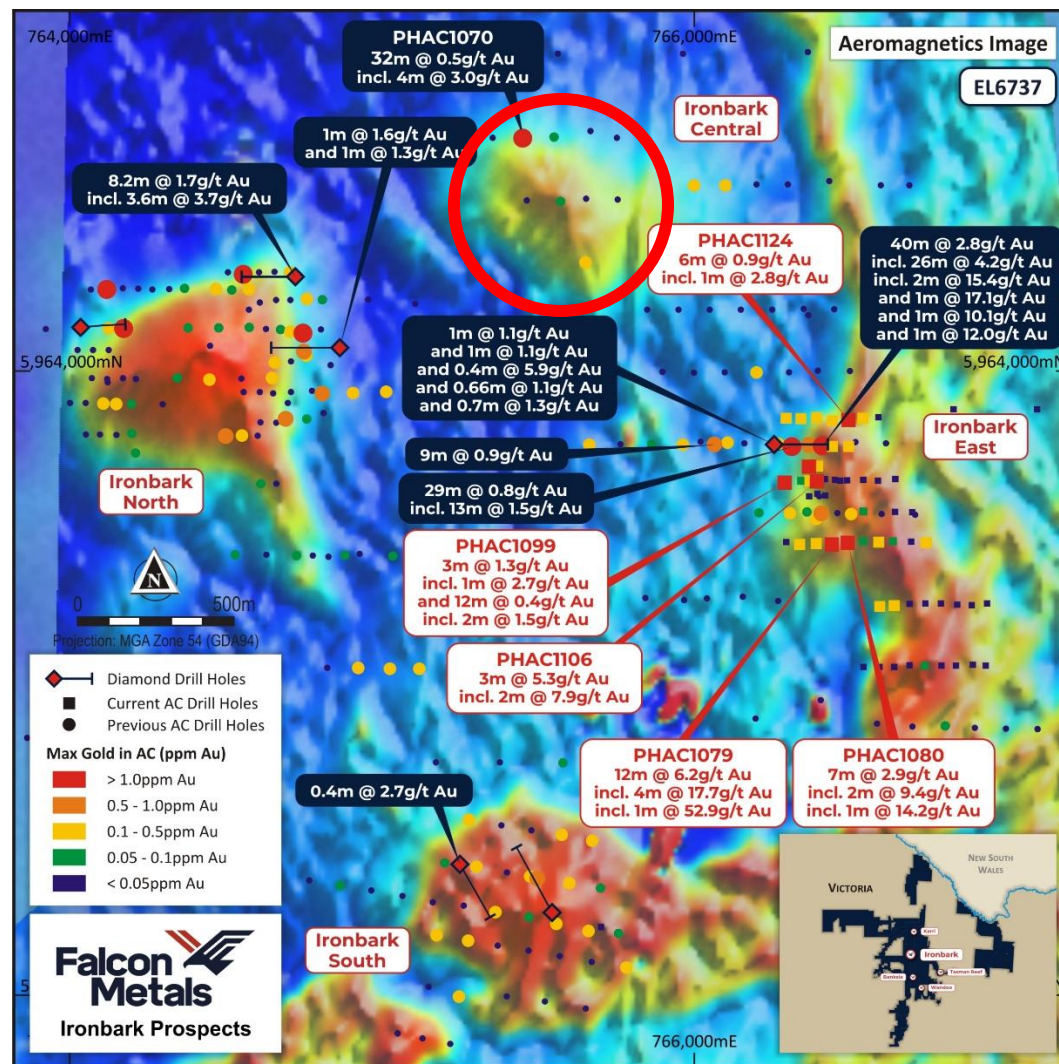 764,000mE
766,000mE
Aeromagnetics Image
EL6737
PHAC1070
32m @ 0.5g/t Au
incl. 4m @ 3.0g/t Au
Ironbark
Central
1m @ 1.6g/t Au
and 1m @ 1.3g/t Au
8.2m @ 1.7g/t Au
incl. 3.6m @ 3.7g/t Au
PHAC1124
6m @ 0.9g/t Au
incl. 1m @ 2.8g/t Au
40m @ 2.8g/t Au
incl. 26m @ 4.2g/t Au
incl. 2m @ 15.4g/t Au
and 1m @ 17.1g/t Au
and 1m @ 10.1g/t Au
and 1m @ 12.0g/t Au
1m @ 1.1g/t Au
and 1m @ 1.1g/t Au
and 0.4m @ 5.9g/t Au
and 0.66m @ 1.1g/t Au
and 0.7m @ 1.3g/t Au
5,964,000mN
5,964,000mN
Ironbark
East
9m @ 0.9g/t Au
Ironbark
North
29m @ 0.8g/t Au
incl. 13m @ 1.5g/t Au
PHAC1099
3m @ 1.3g/t Au
incl. 1m @ 2.7g/t Au
and 12m @ 0.4g/t Au
incl. 2m @ 1.5g/t Au
N
0 500m
Projection: MGA Zone 54 (GDA94)
PHAC1106
3m @ 5.3g/t Au
incl. 2m @ 7.9g/t Au
Diamond Drill Holes
Current AC Drill Holes
Previous AC Drill Holes
Max Gold in AC (ppm Au)
> 1.0ppm Au
0.5 - 1.0ppm Au
0.1 - 0.5ppm Au
0.05 - 0.1ppm Au
< 0.05ppm Au
PHAC1079
12m @ 6.2g/t Au
incl. 4m @ 17.7g/t Au
incl. 1m @ 52.9g/t Au
PHAC1080
7m @ 2.9g/t Au
incl. 2m @ 9.4g/t Au
incl. 1m @ 14.2g/t Au
0.4m @ 2.7g/t Au
Ironbark
South
Falcon
Metals
Ironbark Prospects
NEW SOUTH
WALES
VICTORIA
Karri
Ironbark
Tasman Reef
Banksia
Wandoo
766,000mE